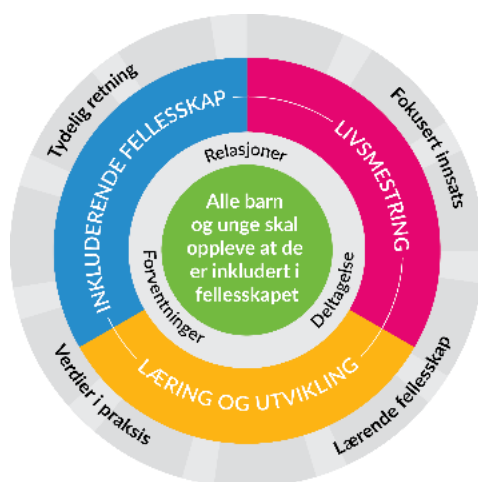 Tydelig retning
Fokusert innsats
INKLUDERENDE FELLESSKAP
LIVSMESTRING
Relasjoner
Alle barn
og unge skal
oppleve at de
er inkludert i
fellesskapet
Forventninger
Deltagelse
LÆRING OG UTVIKLING
Verdier i praksis
Lærende fellesskap